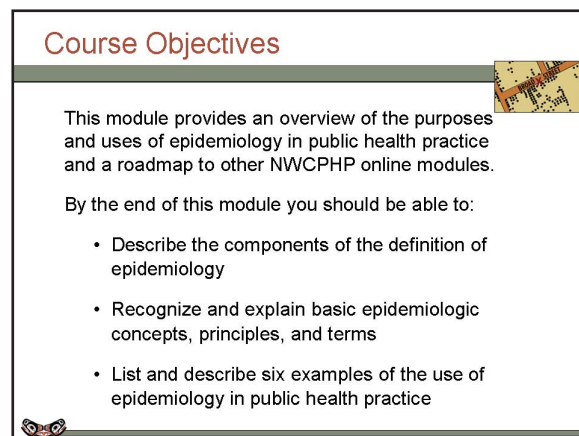 Course Objectives
BROAD STREET
This module provides an overview of the purposes
and uses of epidemiology in public health practice
and a roadmap to other NWCPHP online modules.
By the end of this module you should be able to:
• Describe the components of the definition of
epidemiology
• Recognize and explain basic epidemiologic
concepts, principles, and terms
• List and describe six examples of the use of
epidemiology in public health practice